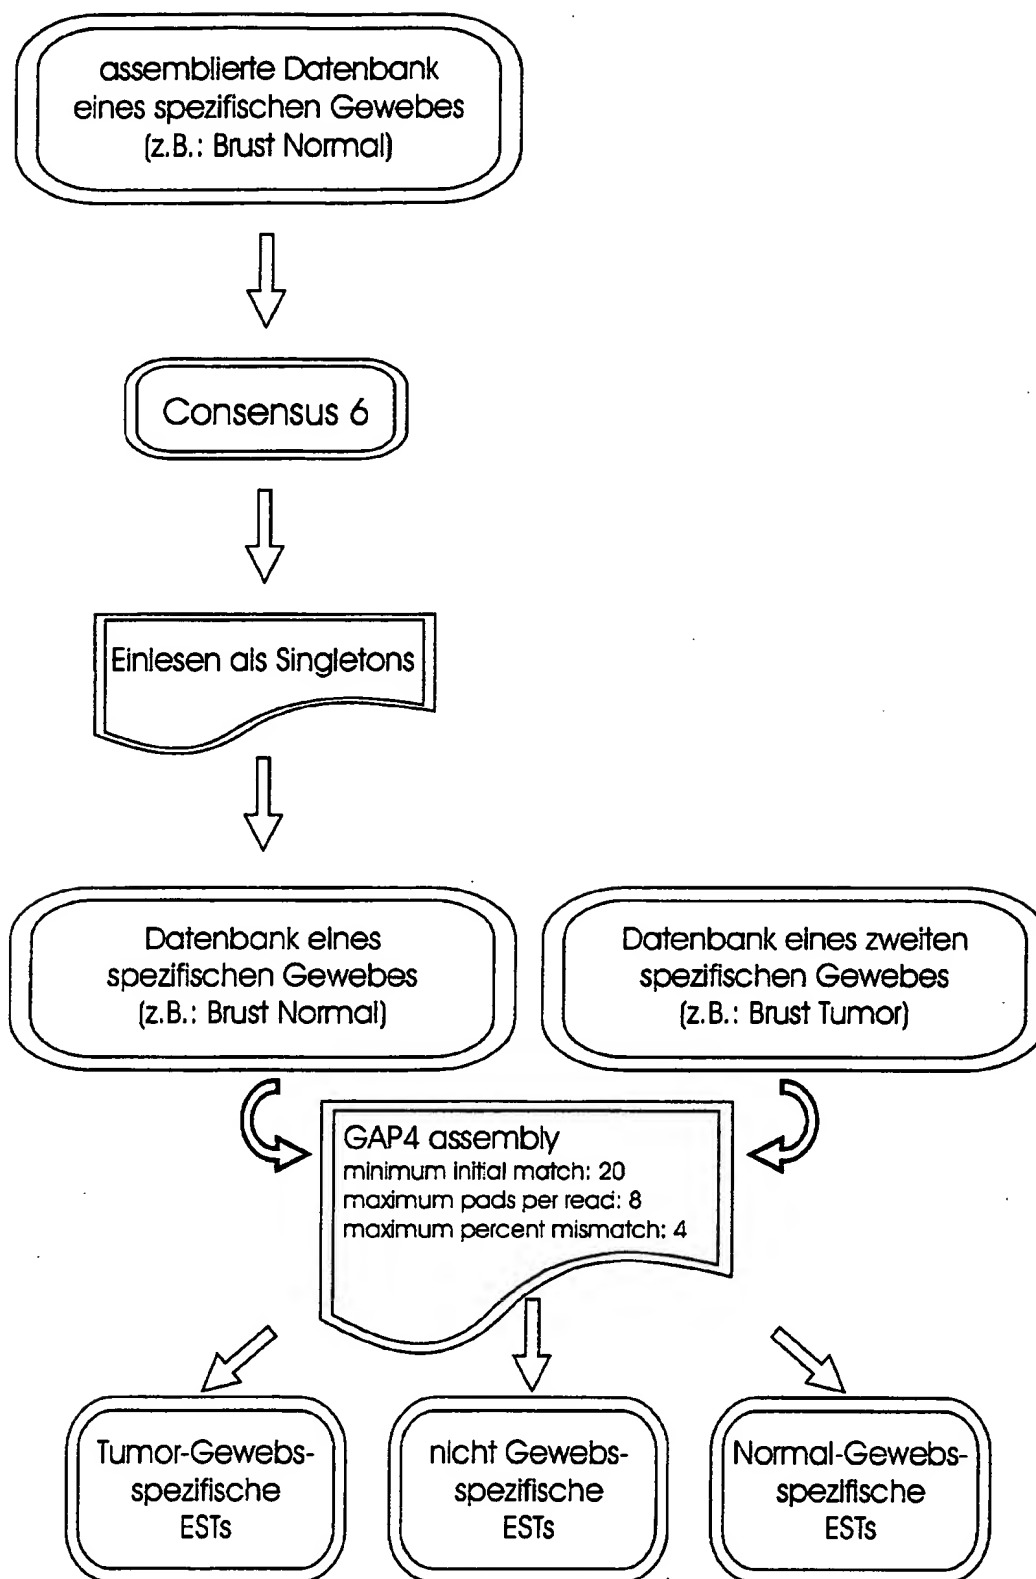 assemblierte Datenbank
eines spezifischen Gewebes
(z.B.: Brust Normal)
Consensus 6
Einlesen als Singletons
Datenbank eines
spezifischen Gewebes
(z.B.: Brust Normal)
Datenbank eines zweiten
spezifischen Gewebes
(z.B.: Brust Tumor)
GAP4 assembly
minimum initial match: 20
maximum pads per read: 8
maximum percent mismatch: 4
Tumor-Gewebs-
spezifische
ESTs
nicht Gewebs-
spezifische
ESTs
Normal-Gewebs-
spezifische
ESTs